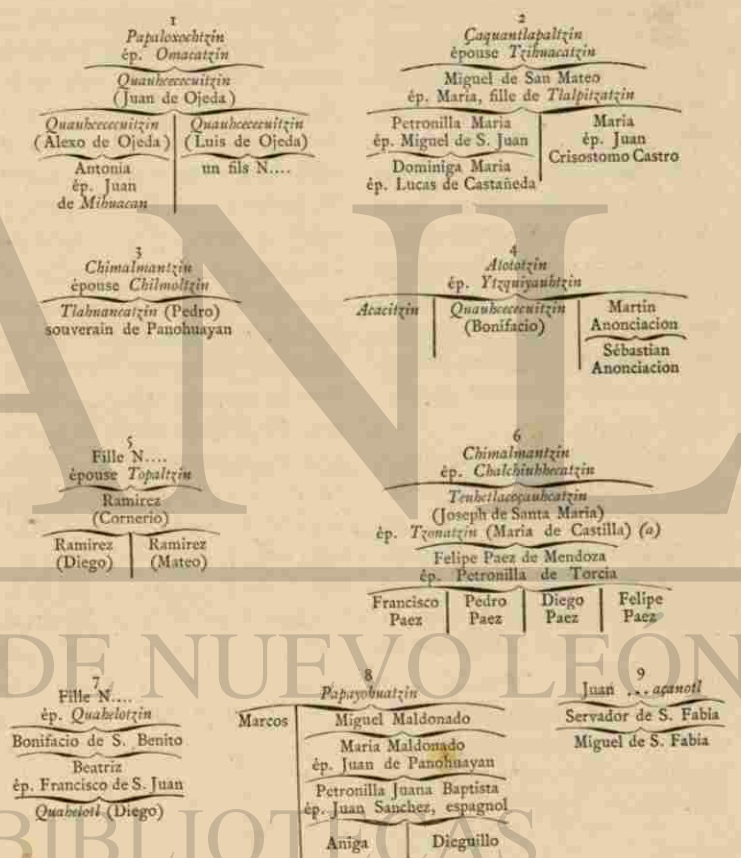 1
Papaloxochitzin
ép. Omacatzin
Quauhcececuitzin
(Juan de Ojeda)
Quauhcececuitzin
(Alexo de Ojeda)
Antonia
ép. Juan
de Mihuacan
Quauhcececuitzin
(Luis de Ojeda)
un fils N....
2
Çaquantlapaltzin
épouse Tzihuacatzin
Miguel de San Mateo
ép. Maria, fille de Tlalpitzatzin
Petronilla Maria
ép. Miguel de S. Juan
Dominiga Maria
ép. Lucas de Castañeda
Maria
ép. Juan
Crisostomo Castro
3
Chimalmantzin
épouse Chilmoltzin
Tlahuancatzin (Pedro)
souverain de Panohuayan
4
Atototzin
ép. Ytzquiyauhtzin
Acacitzin
Quauhcececuitzin
(Bonifacio)
Martin
Anonciacion
Sébastian
Anonciacion
5
Fille N....
épouse Topaltzin
Ramirez
(Cornerio)
Ramirez
(Diego)
Ramirez
(Mateo)
6
Chimalmantzin
ép. Chalchiuhhecatzin
Teuhctlacoçauhcatzin
(Joseph de Santa Maria)
ép. Tzonatzin (Maria de Castilla) (a)
Felipe Paez de Mendoza
ép. Petronilla de Torcia
Francisco
Paez
Pedro
Paez
Diego
Paez
Felipe
Paez
7
Fille N....
ép. Quahelotzin
Bonifacio de S. Benito
Beatriz
ép. Francisco de S. Juan
Quahelotl (Diego)
8
Papayohuatzin
Marcos
Miguel Maldonado
Maria Maldonado
ép. Juan de Panohuayan
Petronilla Juana Baptista
ép. Juan Sanchez, espagnol
Aniga
Dieguillo
9
Juan ...açanotl
Servador de S. Fabia
Miguel de S. Fabia
ANL
DE NUEVO LEÓN
BIBLIOTECAS